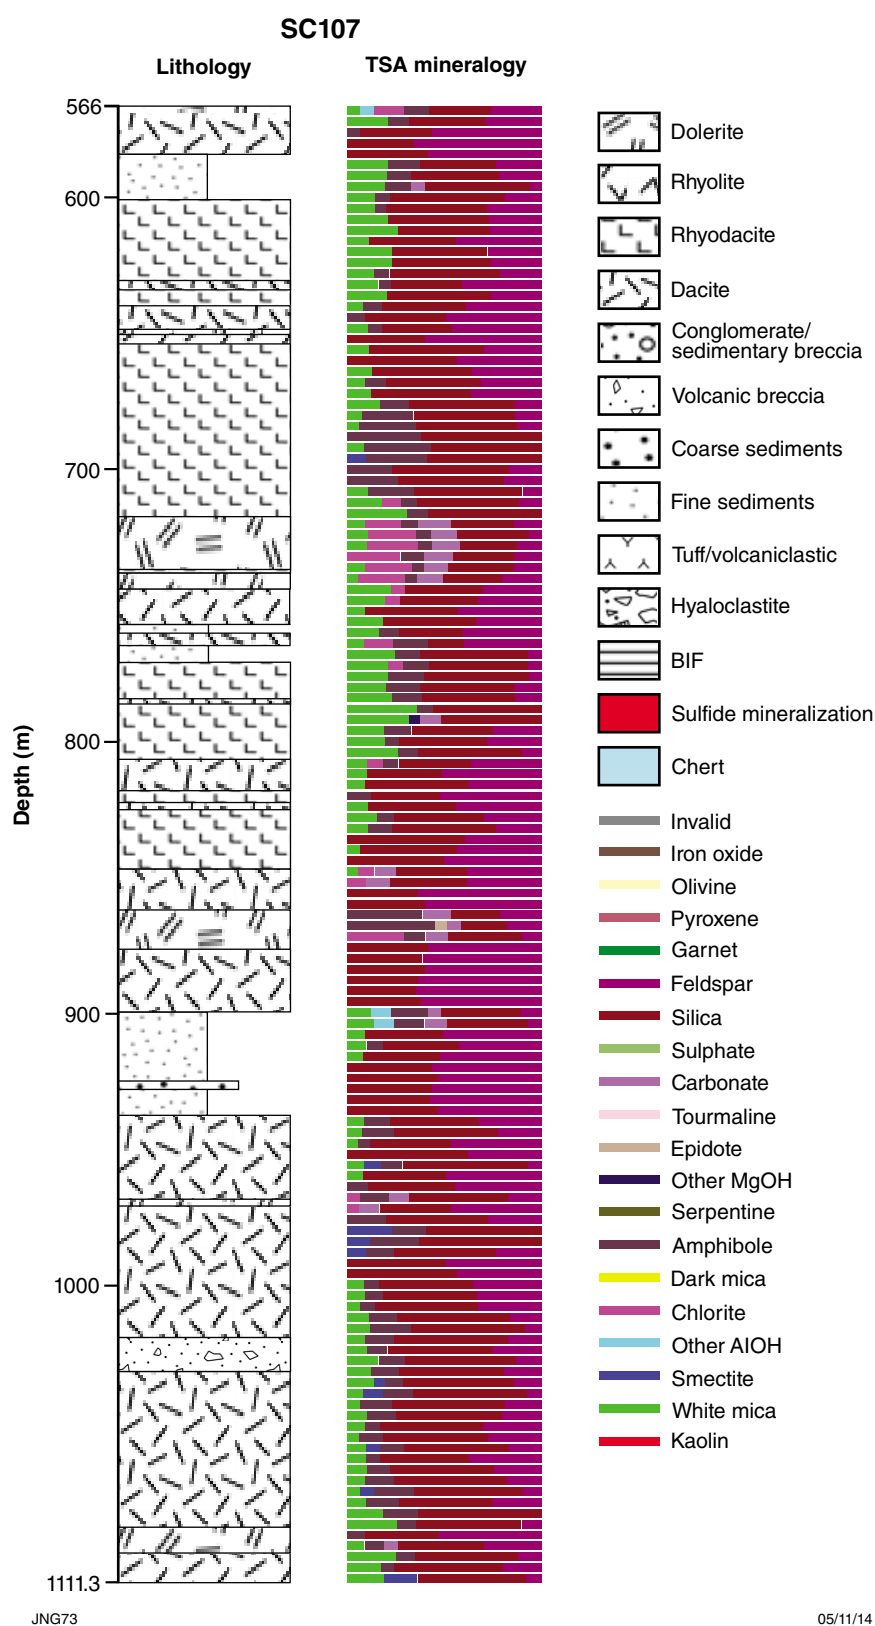 SC107
Lithology
TSA mineralogy
Depth (m)
566
600
700
800
900
1000
1111.3
Dolerite
Rhyolite
Rhyodacite
Dacite
Conglomerate/
sedimentary breccia
Volcanic breccia
Coarse sediments
Fine sediments
Tuff/volcaniclastic
Hyaloclastite
BIF
Sulfide mineralization
Chert
Invalid
Iron oxide
Olivine
Pyroxene
Garnet
Feldspar
Silica
Sulphate
Carbonate
Tourmaline
Epidote
Other MgOH
Serpentine
Amphibole
Dark mica
Chlorite
Other AlOH
Smectite
White mica
Kaolin
JNG73
05/11/14